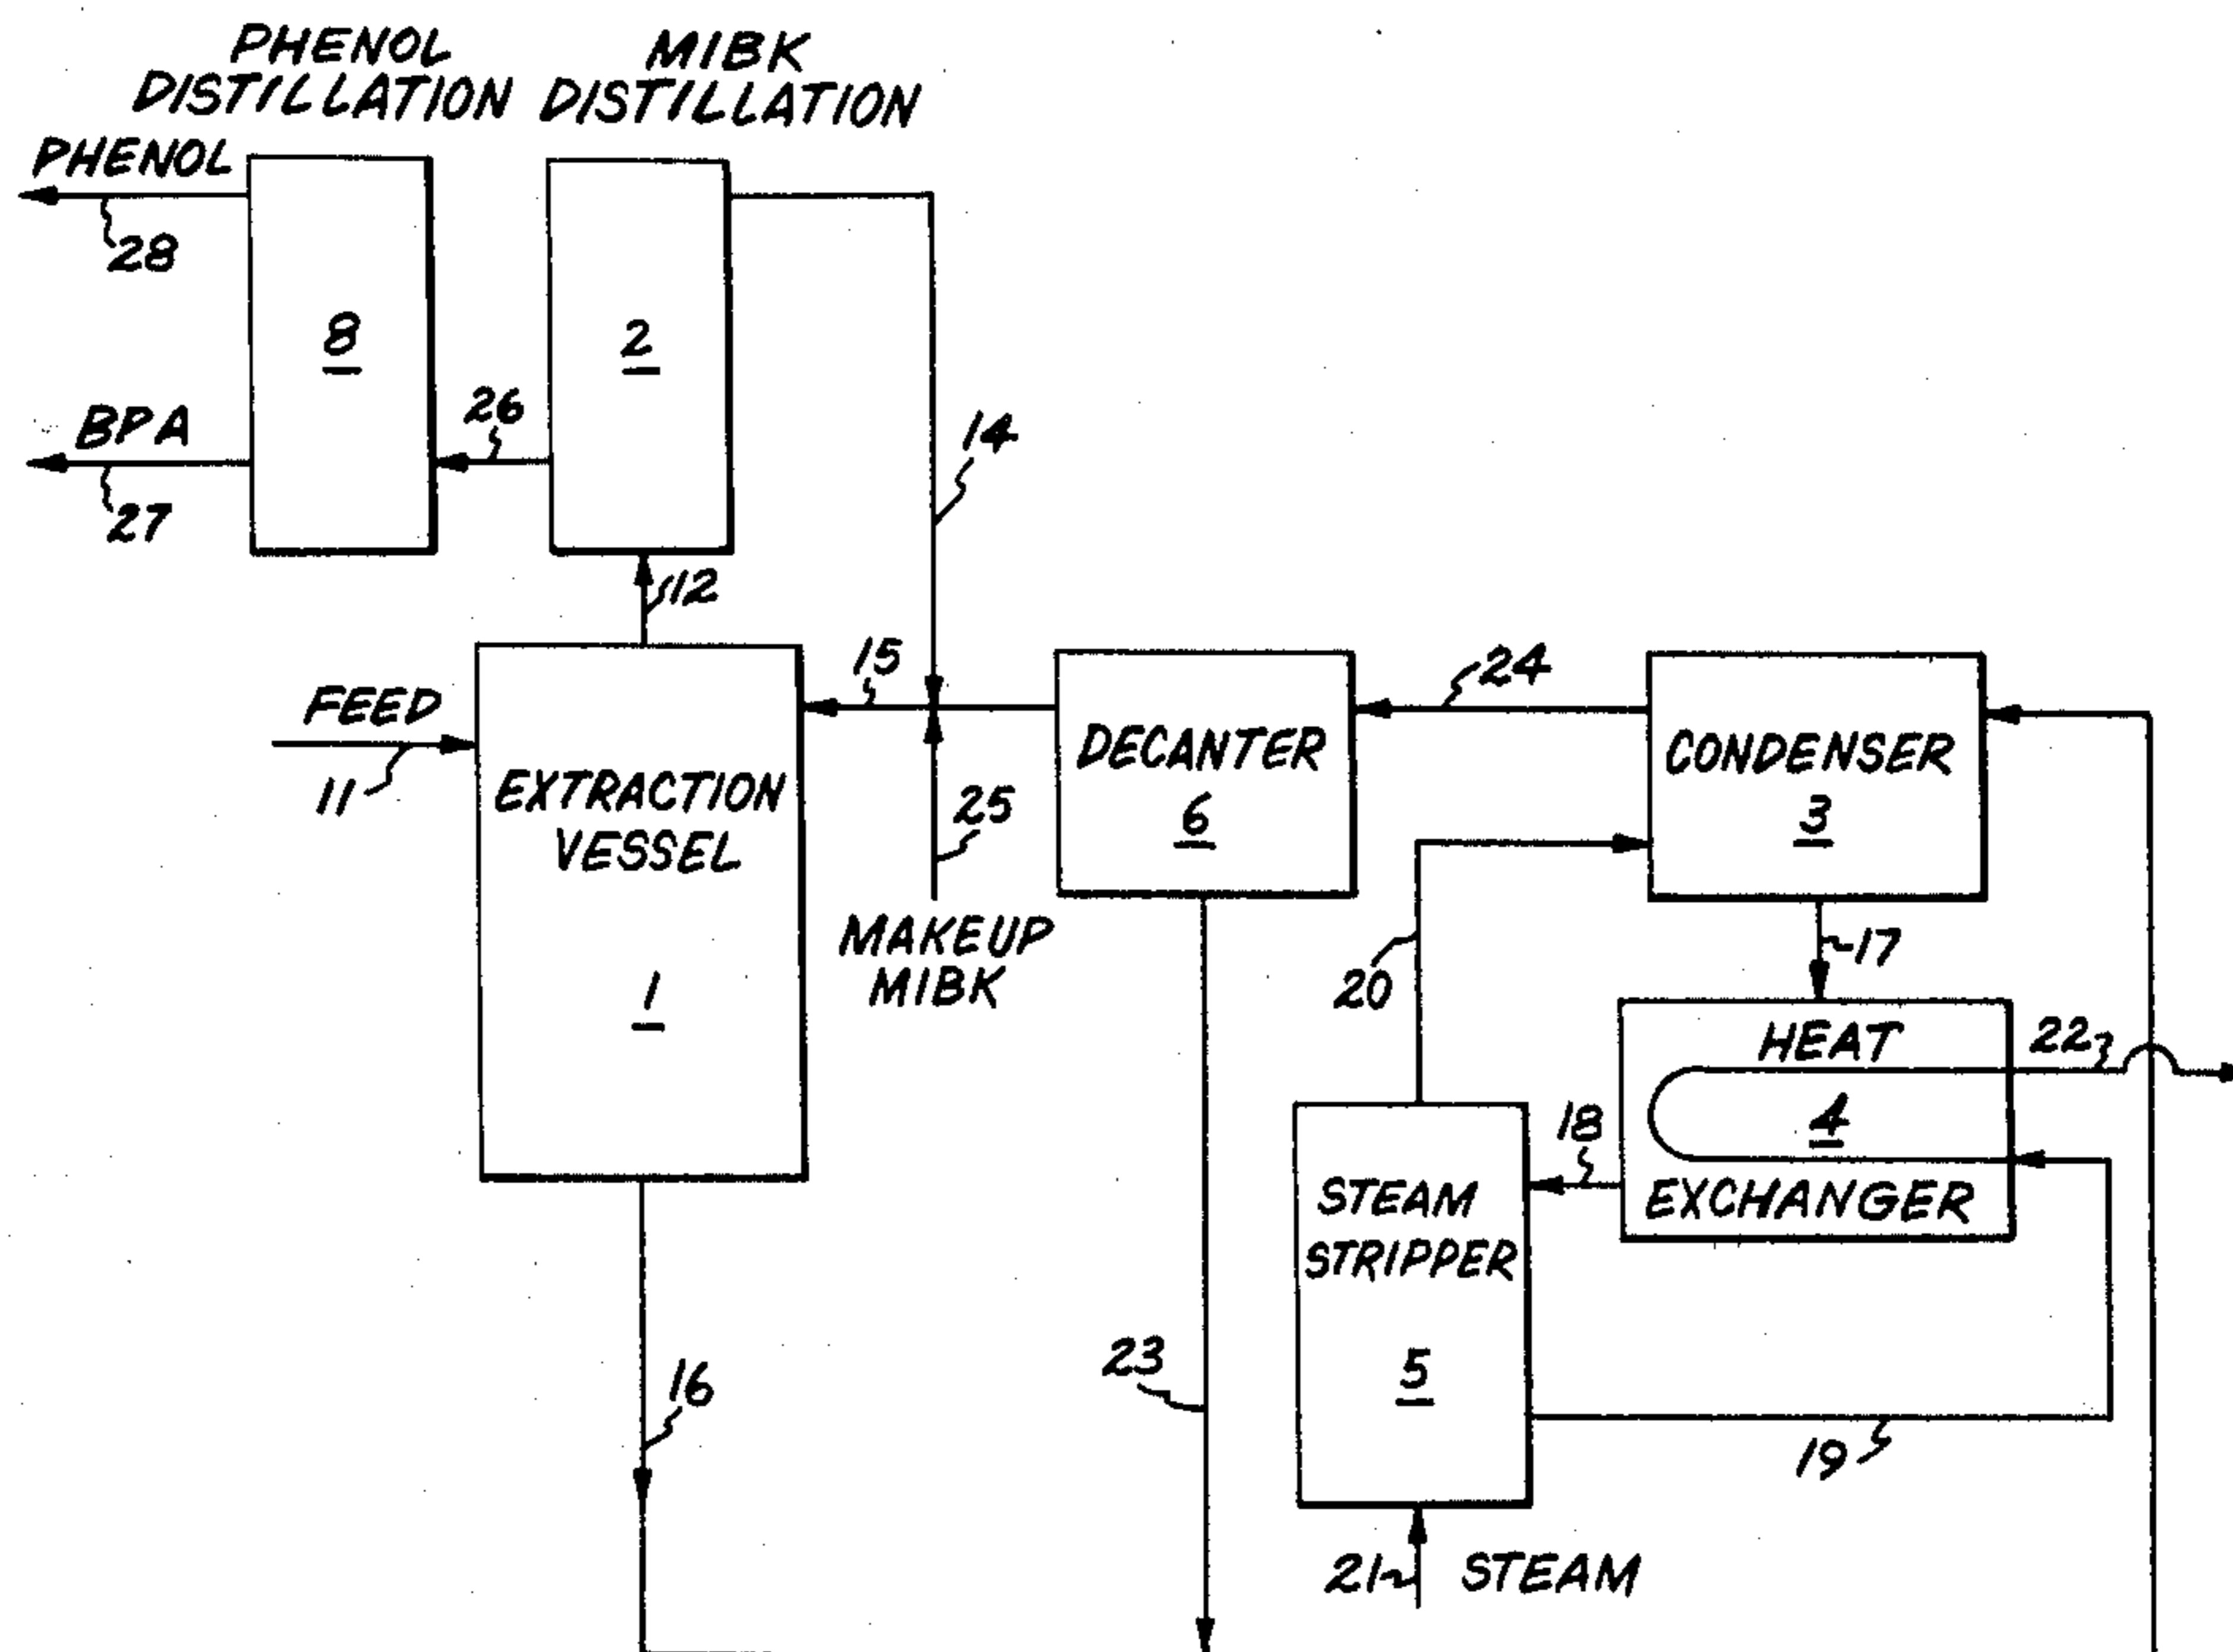 PHENOL
DISTILLATION
MIBK
DISTILLATION
PHENOL
28
8
2
BPA
27
26
14
12
FEED
11
EXTRACTION
VESSEL
1
15
25
MAKEUP
MIBK
DECANTER
6
24
CONDENSER
3
17
20
HEAT
4
EXCHANGER
22
18
STEAM
STRIPPER
5
19
23
16
21
STEAM